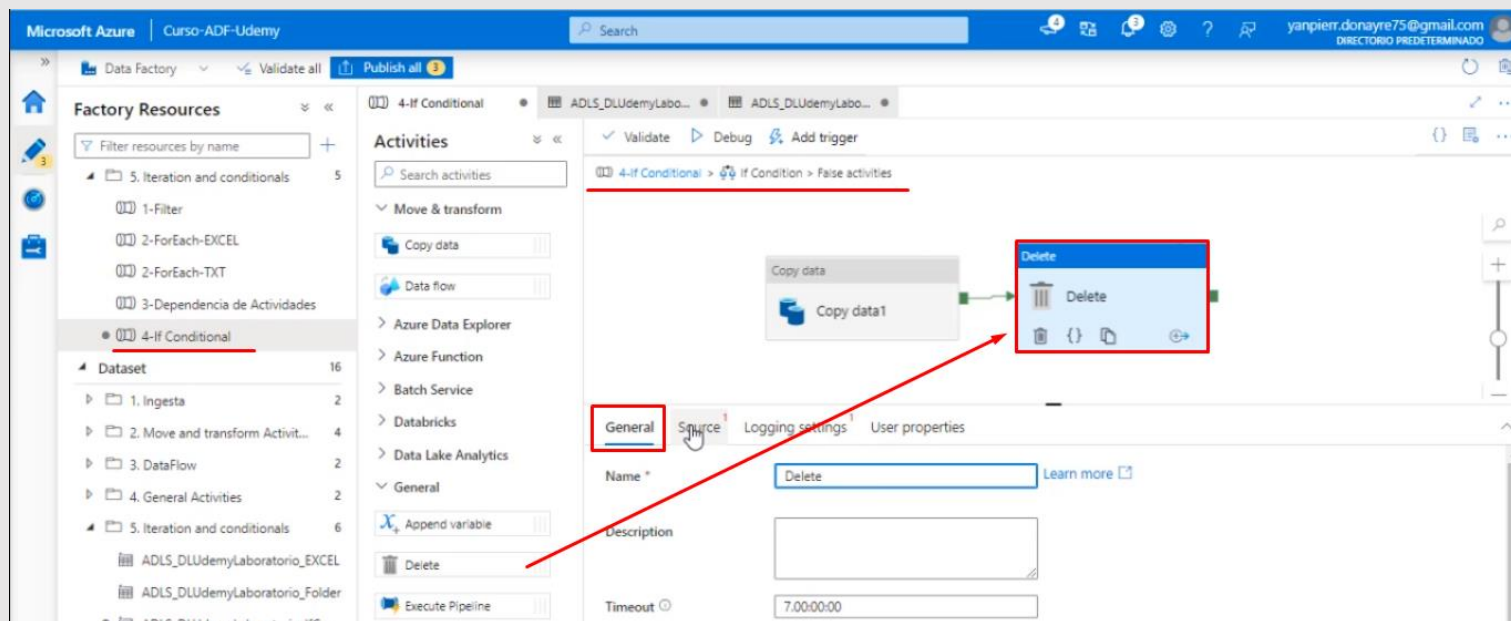 Microsoft Azure
Curso-ADF-Udemy
Search
4
3
yanpierr.donayre75@gmail.com
DIRECTORIO PREDETERMINADO
Data Factory
Validate all
Publish all 3
3
Factory Resources
Filter resources by name
5. Iteration and conditionals 5
1-Filter
2-ForEach-EXCEL
2-ForEach-TXT
3-Dependencia de Actividades
4-If Conditional
Dataset 16
1. Ingesta 2
2. Move and transform Activit... 4
3. DataFlow 2
4. General Activities 2
5. Iteration and conditionals 6
ADLS_DLUdemyLaboratorio_EXCEL
ADLS_DLUdemyLaboratorio_Folder
4-If Conditional
ADLS_DLUdemyLabo...
ADLS_DLUdemyLabo...
Activities
Search activities
Move & transform
Copy data
Data flow
Azure Data Explorer
Azure Function
Batch Service
Databricks
Data Lake Analytics
General
Append variable
Delete
Execute Pipeline
Validate
Debug
Add trigger
4-If Conditional > If Condition > False activities
Copy data
Copy data1
Delete
Delete
General
Source 1
Logging settings 1
User properties
Name *
Delete
Learn more
Description
Timeout
7.00:00:00